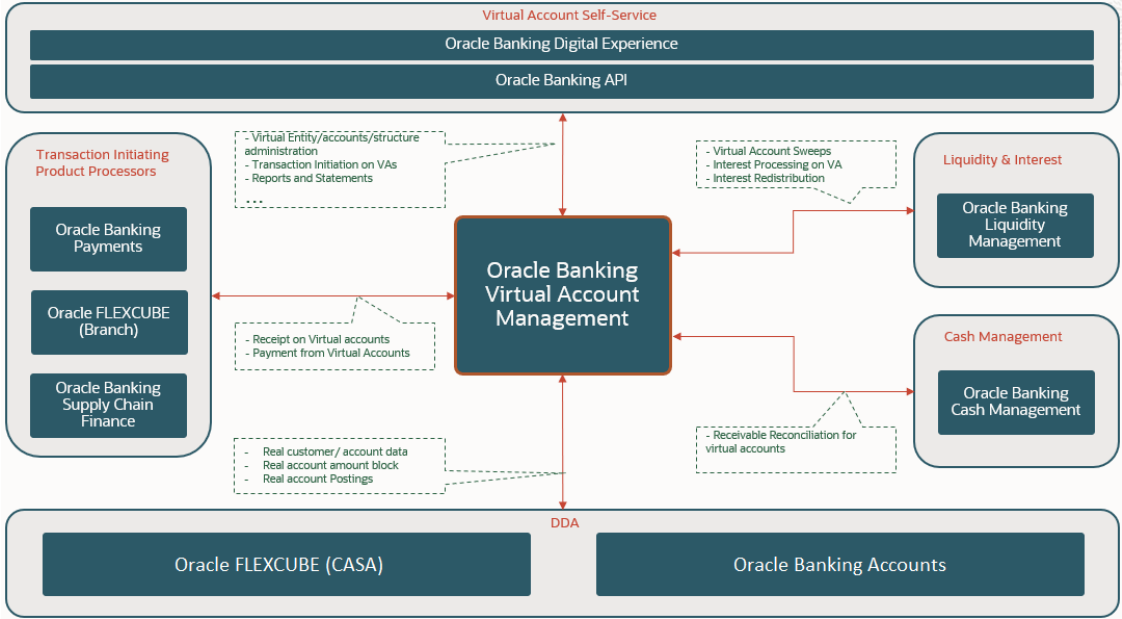 Virtual Account Self-Service
Oracle Banking Digital Experience
Oracle Banking API
- Virtual Entity/accounts/structure
administration
- Transaction Initiation on VAs
- Reports and Statements
...
- Virtual Account Sweeps
- Interest Processing on VA
- Interest Redistribution
Transaction Initiating
Product Processors
Oracle Banking
Payments
Oracle FLEXCUBE
(Branch)
Oracle Banking
Supply Chain
Finance
- Receipt on Virtual accounts
- Payment from Virtual Accounts
Oracle Banking
Virtual Account
Management
Liquidity & Interest
Oracle Banking
Liquidity
Management
Cash Management
Oracle Banking
Cash Management
- Receivable Reconciliation for
virtual accounts
- Real customer/ account data
- Real account amount block
- Real account Postings
DDA
Oracle FLEXCUBE (CASA)
Oracle Banking Accounts